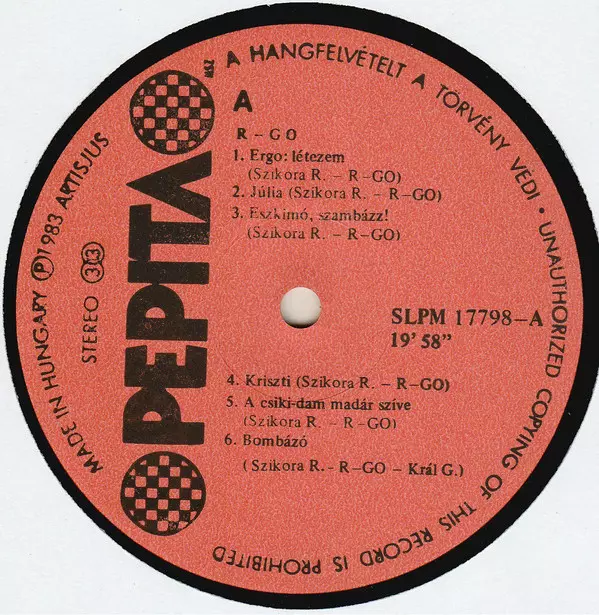 A HANGFELVÉTELT A TÖRVÉNY VÉDI • UNAUTHORIZED COPYING OF THIS RECORD IS PROHIBITED
MADE IN HUNGARY Ⓟ 1983 ARTISJUS
STEREO 33
PEPITA
MSZ
A
R-GO
1. Ergo: létezem
(Szikora R. - R-GO)
2. Júlia (Szikora R. - R-GO)
3. Eszkimó, szambázz!
(Szikora R. - R-GO)
SLPM 17798-A
19' 58"
4. Kriszti (Szikora R. - R-GO)
5. A csiki-dam madár szíve
(Szikora R. - R-GO)
6. Bombázó
(Szikora R. - R-GO - Král G.)